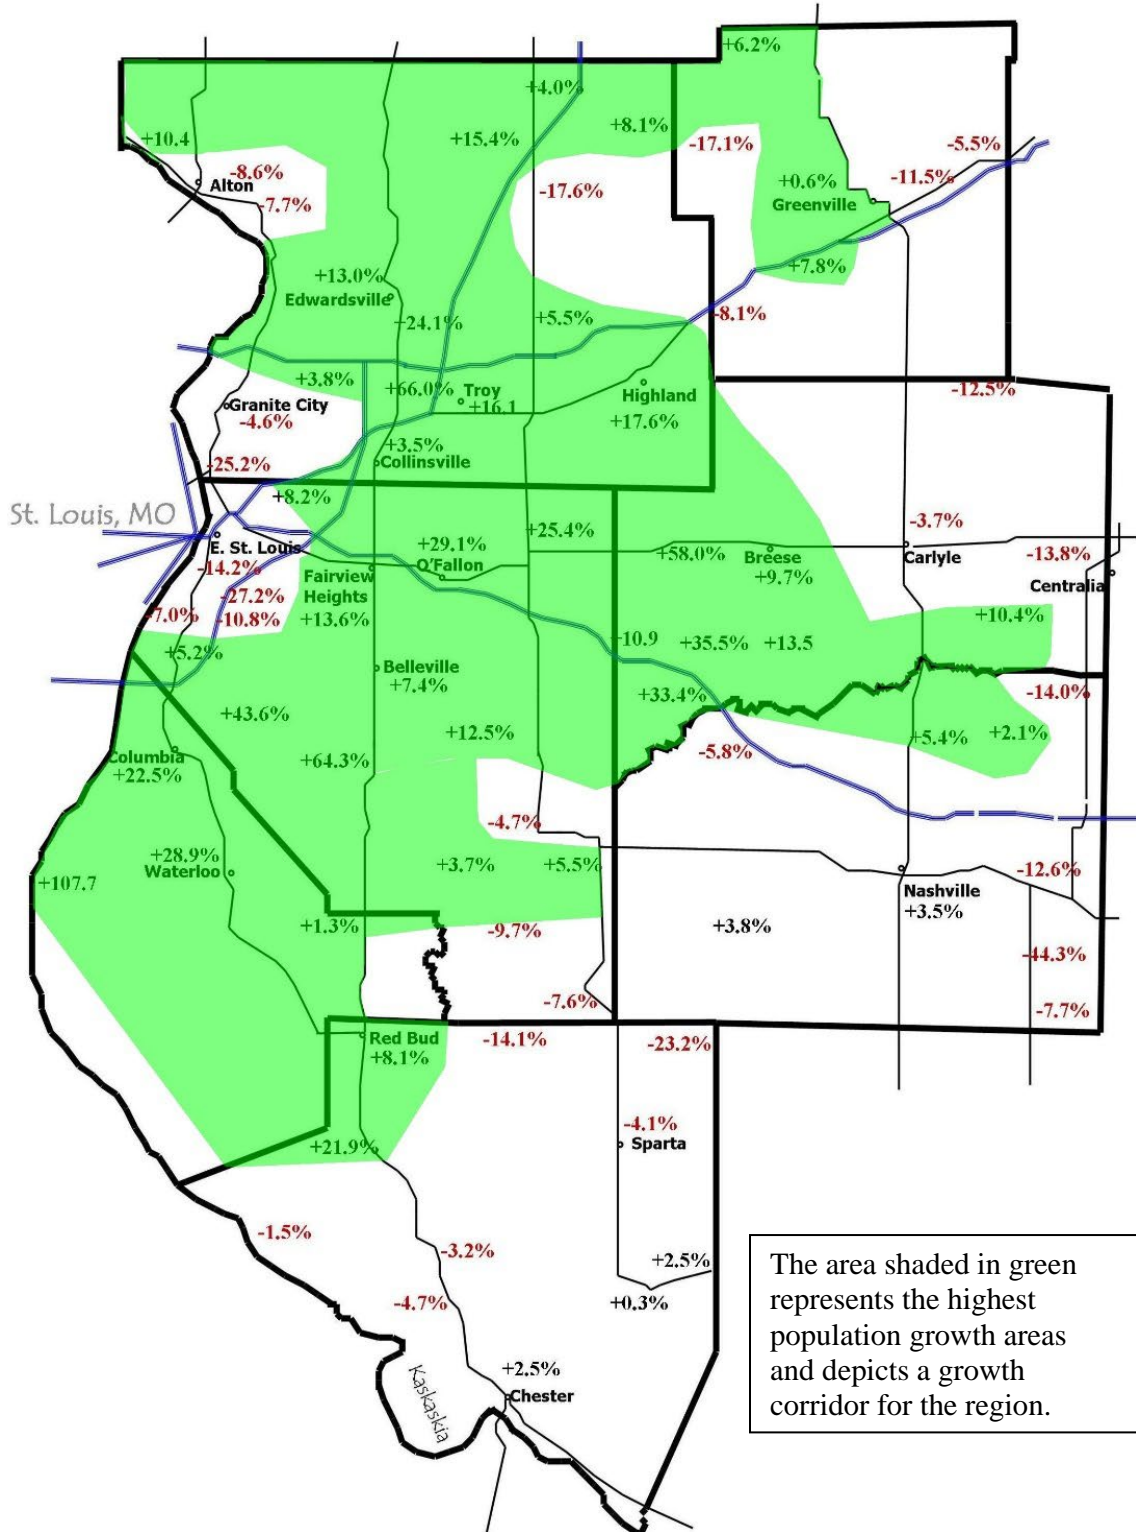 +6.2%
+4.0%
+10.4
+15.4%
+8.1%
-17.1%
-5.5%
-8.6%
Alton
-7.7%
-17.6%
+0.6%
-11.5%
Greenville
+13.0%
Edwardsville
+7.8%
+24.1%
+5.5%
-8.1%
+3.8%
+66.0%
Troy
+16.1
Highland
-12.5%
Granite City
-4.6%
+17.6%
+3.5%
Collinsville
-25.2%
+8.2%
St. Louis, MO
E. St. Louis
+25.4%
-3.7%
+29.1%
O'Fallon
+58.0%
Breese
Carlyle
-13.8%
-14.2%
Fairview
Heights
+9.7%
Centralia
-27.2%
-7.0%
-10.8%
+13.6%
+10.4%
+5.2%
+10.9
+35.5%
+13.5
Belleville
+7.4%
+33.4%
-14.0%
+43.6%
+12.5%
-5.8%
+5.4%
+2.1%
Columbia
+22.5%
+64.3%
-4.7%
+28.9%
Waterloo
+3.7%
+5.5%
-12.6%
+107.7
Nashville
+3.5%
+1.3%
-9.7%
+3.8%
-44.3%
-7.6%
-7.7%
Red Bud
+8.1%
-14.1%
-23.2%
-4.1%
Sparta
+21.9%
-1.5%
-3.2%
+2.5%
-4.7%
+0.3%
The area shaded in green
represents the highest
population growth areas
and depicts a growth
corridor for the region.
+2.5%
Chester
Kaskaskia